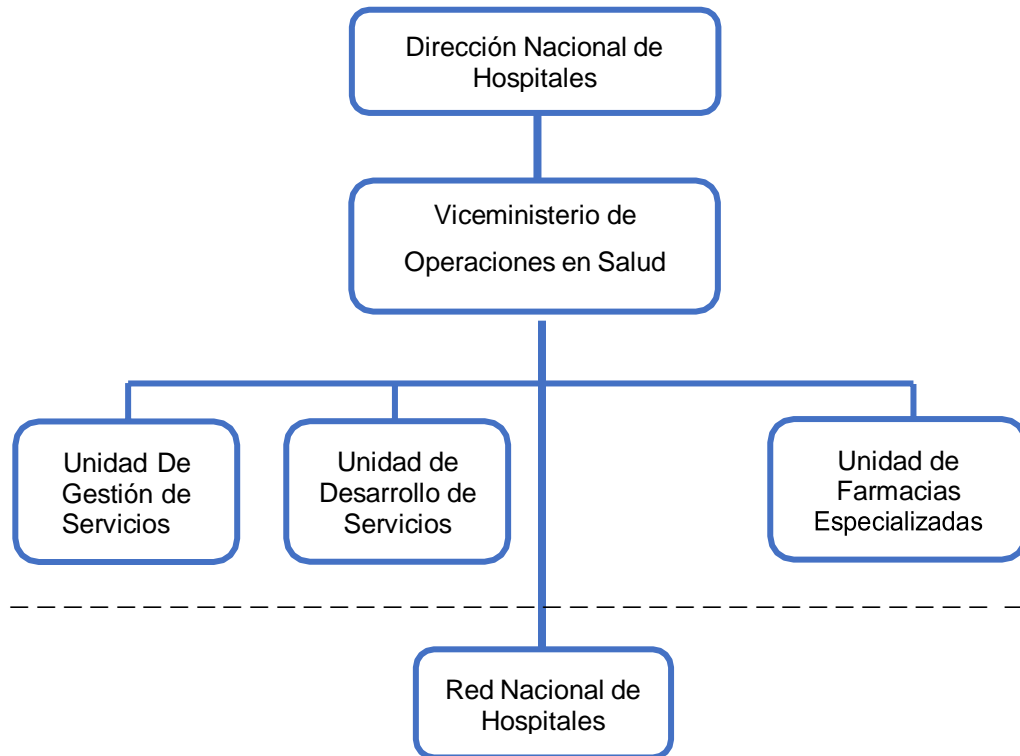 Dirección Nacional de
Hospitales
Viceministerio de
Operaciones en Salud
Unidad De
Gestión de
Servicios
Unidad de
Desarrollo de
Servicios
Unidad de
Farmacias
Especializadas
Red Nacional de
Hospitales